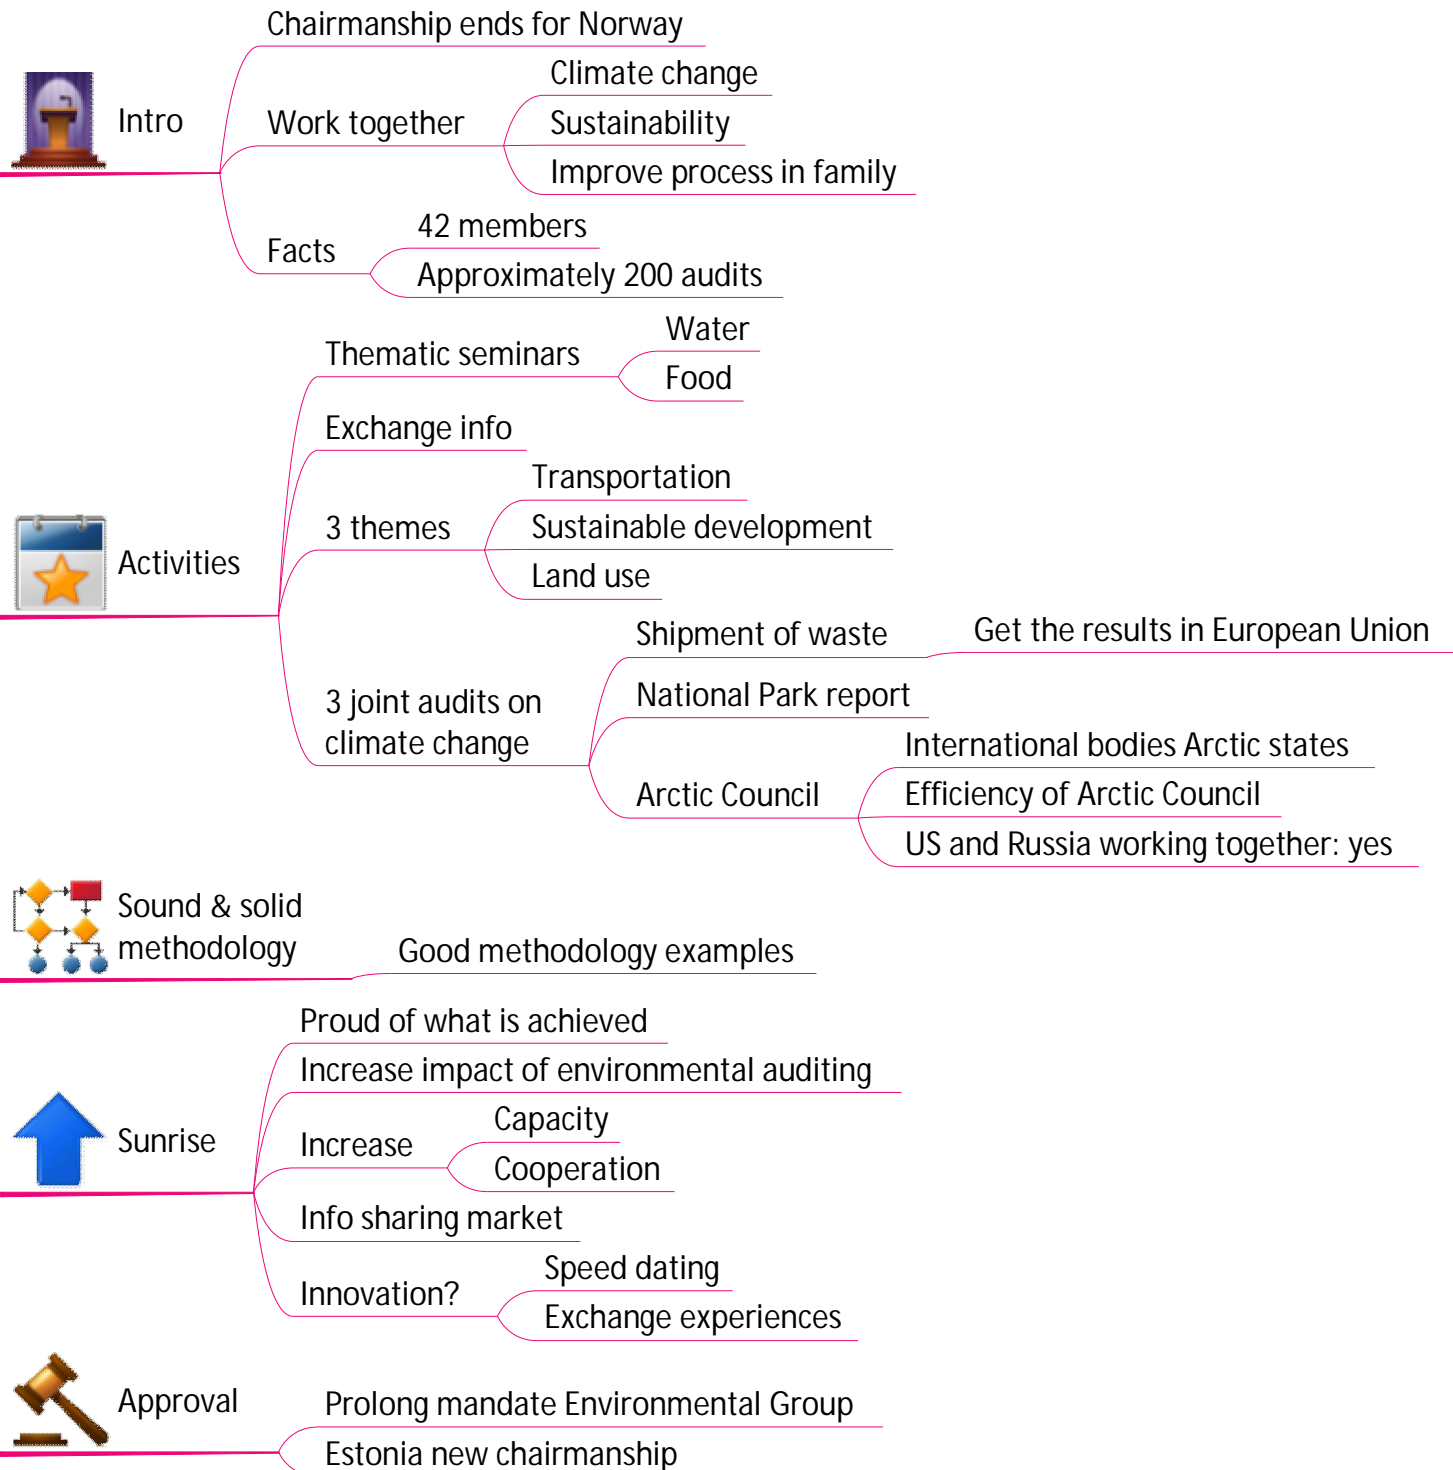 Chairmanship ends for Norway
Intro
Work together
Climate change
Sustainability
Improve process in family
Facts
42 members
Approximately 200 audits
Activities
Thematic seminars
Water
Food
Exchange info
3 themes
Transportation
Sustainable development
Land use
3 joint audits on
climate change
Shipment of waste
Get the results in European Union
National Park report
Arctic Council
International bodies Arctic states
Efficiency of Arctic Council
US and Russia working together: yes
Sound & solid
methodology
Good methodology examples
Sunrise
Proud of what is achieved
Increase impact of environmental auditing
Increase
Capacity
Cooperation
Info sharing market
Innovation?
Speed dating
Exchange experiences
Approval
Prolong mandate Environmental Group
Estonia new chairmanship